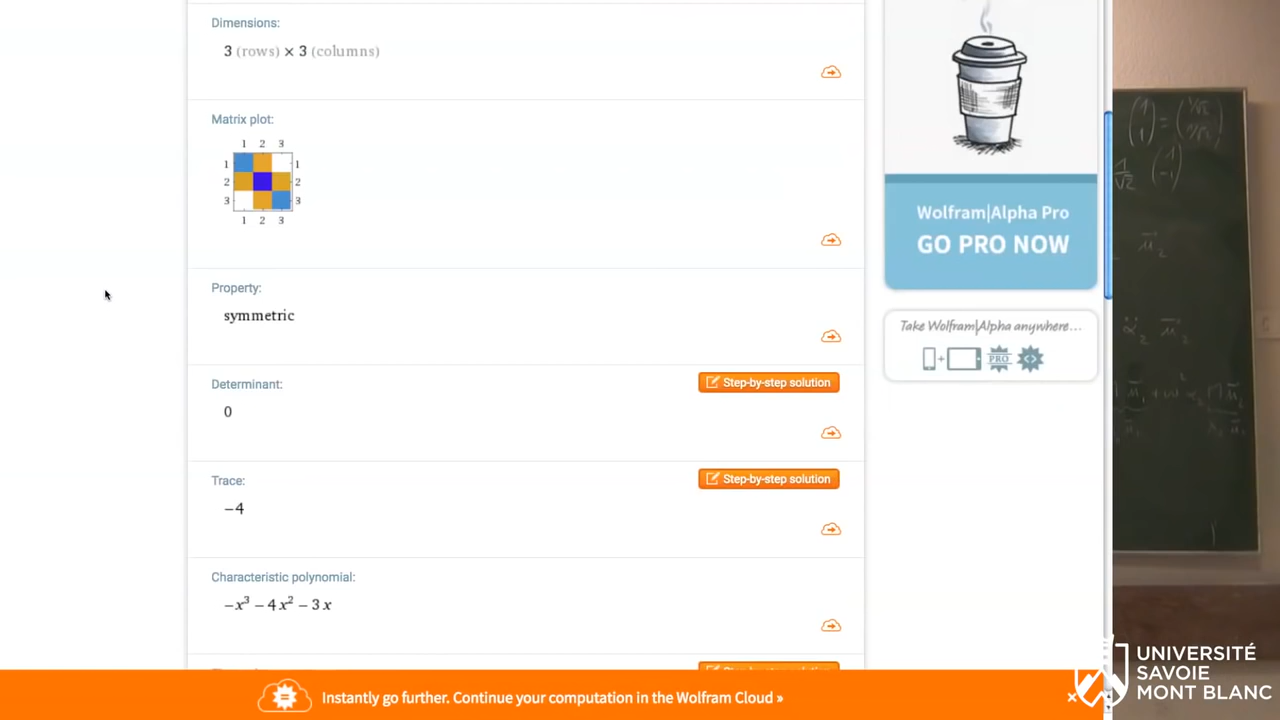 Dimensions:
3 (rows) × 3 (columns)
Matrix plot:
1 2 3
1 1
2 2
3 3
1 2 3
Property:
symmetric
Determinant:
Step-by-step solution
0
Trace:
Step-by-step solution
−4
Characteristic polynomial:
−x³ − 4 x² − 3 x
Wolfram|Alpha Pro
GO PRO NOW
Take Wolfram|Alpha anywhere...
PRO
Instantly go further. Continue your computation in the Wolfram Cloud »
×
UNIVERSITÉ
SAVOIE
MONT BLANC